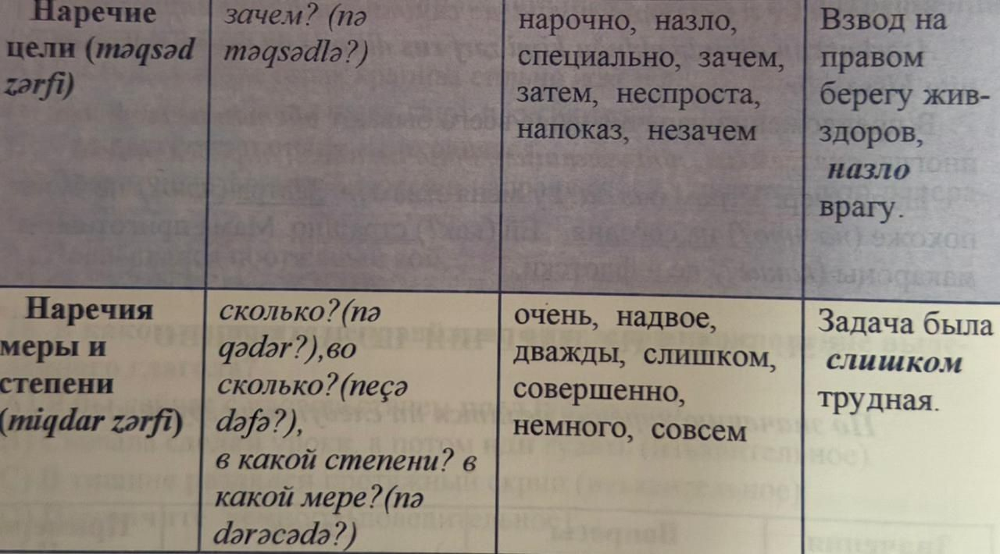 Наречие
цели (məqsəd
zərfi)
зачем? (nə
məqsədlə?)
нарочно, назло,
специально, зачем,
затем, неспроста,
напоказ, незачем
Взвод на
правом
берегу жив-
здоров,
назло
врагу.
Наречия
меры и
степени
(miqdar zərfi)
сколько?(nə
qədər?),во
сколько?(neçə
dəfə?),
в какой степени? в
какой мере?(nə
dərəcədə?)
очень, надвое,
дважды, слишком,
совершенно,
немного, совсем
Задача была
слишком
трудная.